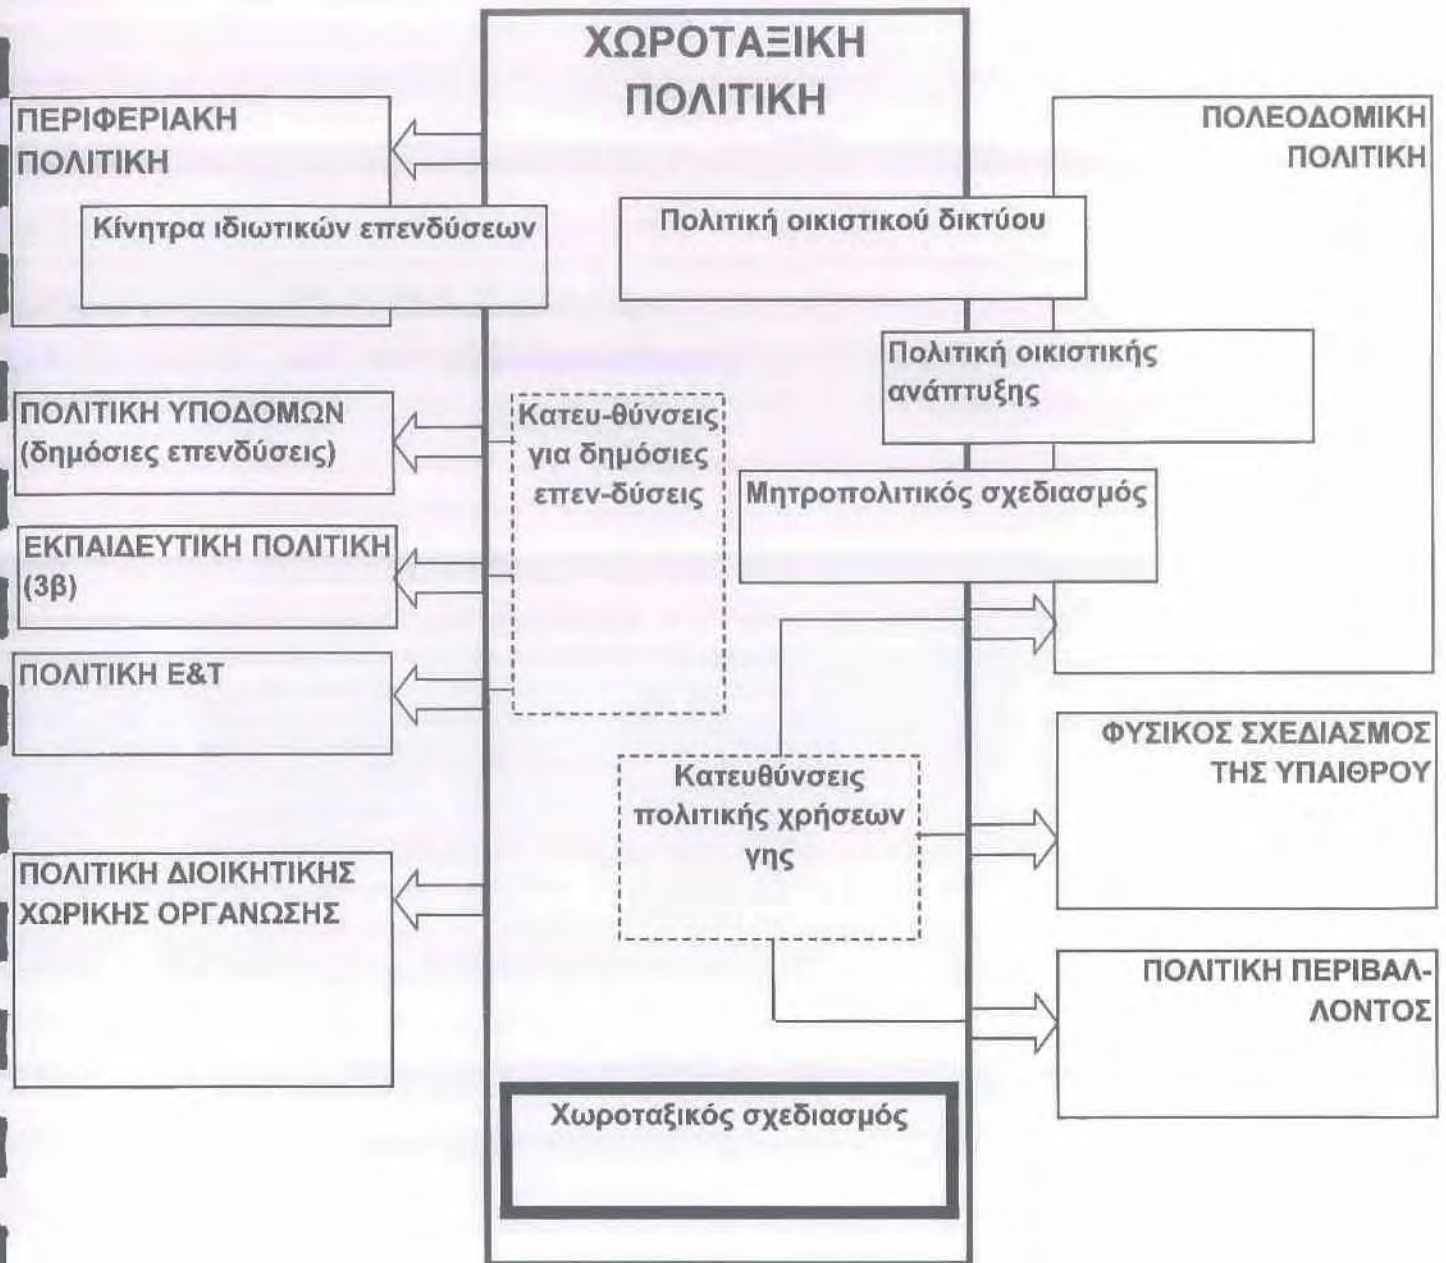 ΧΩΡΟΤΑΞΙΚΗ
ΠΟΛΙΤΙΚΗ
ΠΕΡΙΦΕΡΙΑΚΗ
ΠΟΛΙΤΙΚΗ
Κίνητρα ιδιωτικών επενδύσεων
ΠΟΛΙΤΙΚΗ ΥΠΟΔΟΜΩΝ
(δημόσιες επενδύσεις)
ΕΚΠΑΙΔΕΥΤΙΚΗ ΠΟΛΙΤΙΚΗ
(3β)
ΠΟΛΙΤΙΚΗ Ε&Τ
ΠΟΛΙΤΙΚΗ ΔΙΟΙΚΗΤΙΚΗΣ
ΧΩΡΙΚΗΣ ΟΡΓΑΝΩΣΗΣ
Κατευ-θύνσεις
για δημόσιες
επεν-δύσεις
Πολιτική οικιστικού δικτύου
Πολιτική οικιστικής
ανάπτυξης
Μητροπολιτικός σχεδιασμός
Κατευθύνσεις
πολιτικής χρήσεων
γης
Χωροταξικός σχεδιασμός
ΠΟΛΕΟΔΟΜΙΚΗ
ΠΟΛΙΤΙΚΗ
ΦΥΣΙΚΟΣ ΣΧΕΔΙΑΣΜΟΣ
ΤΗΣ ΥΠΑΙΘΡΟΥ
ΠΟΛΙΤΙΚΗ ΠΕΡΙΒΑΛ-
ΛΟΝΤΟΣ